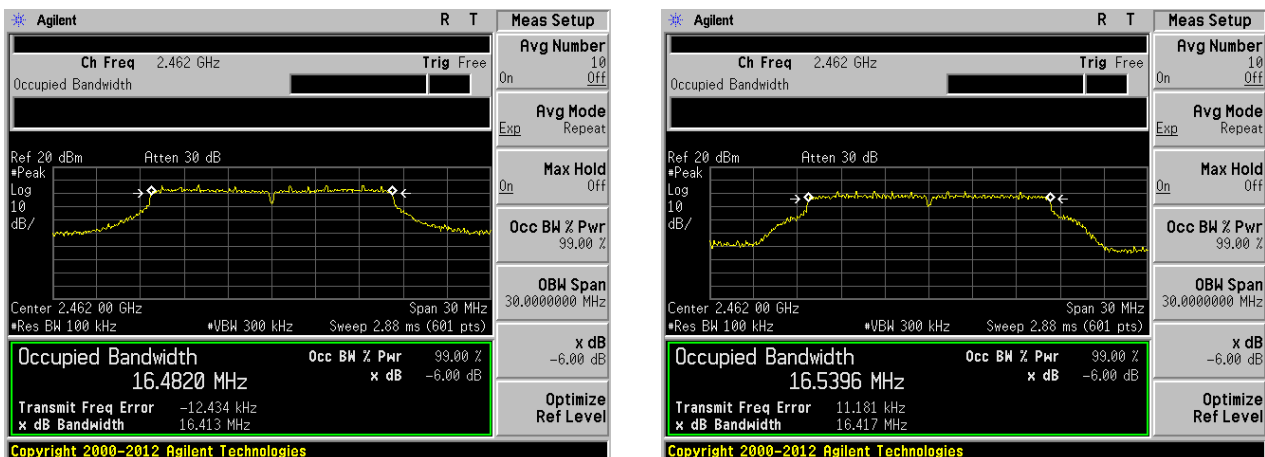 Agilent R T Meas Setup
Avg Number
10
On Off
Ch Freq 2.462 GHz Trig Free
Occupied Bandwidth
Avg Mode
Exp Repeat
Max Hold
On Off
Ref 20 dBm Atten 30 dB
#Peak
Log
10
dB/
Occ BW % Pwr
99.00 %
OBW Span
30.0000000 MHz
Center 2.462 00 GHz Span 30 MHz
#Res BW 100 kHz #VBW 300 kHz Sweep 2.88 ms (601 pts)
x dB
-6.00 dB
Occupied Bandwidth Occ BW % Pwr 99.00 %
16.4820 MHz x dB -6.00 dB
Transmit Freq Error -12.434 kHz
x dB Bandwidth 16.413 MHz
Optimize
Ref Level
Copyright 2000-2012 Agilent Technologies
Agilent R T Meas Setup
Avg Number
10
On Off
Ch Freq 2.462 GHz Trig Free
Occupied Bandwidth
Avg Mode
Exp Repeat
Max Hold
On Off
Ref 20 dBm Atten 30 dB
#Peak
Log
10
dB/
Occ BW % Pwr
99.00 %
OBW Span
30.0000000 MHz
Center 2.462 00 GHz Span 30 MHz
#Res BW 100 kHz #VBW 300 kHz Sweep 2.88 ms (601 pts)
x dB
-6.00 dB
Occupied Bandwidth Occ BW % Pwr 99.00 %
16.5396 MHz x dB -6.00 dB
Transmit Freq Error 11.181 kHz
x dB Bandwidth 16.417 MHz
Optimize
Ref Level
Copyright 2000-2012 Agilent Technologies